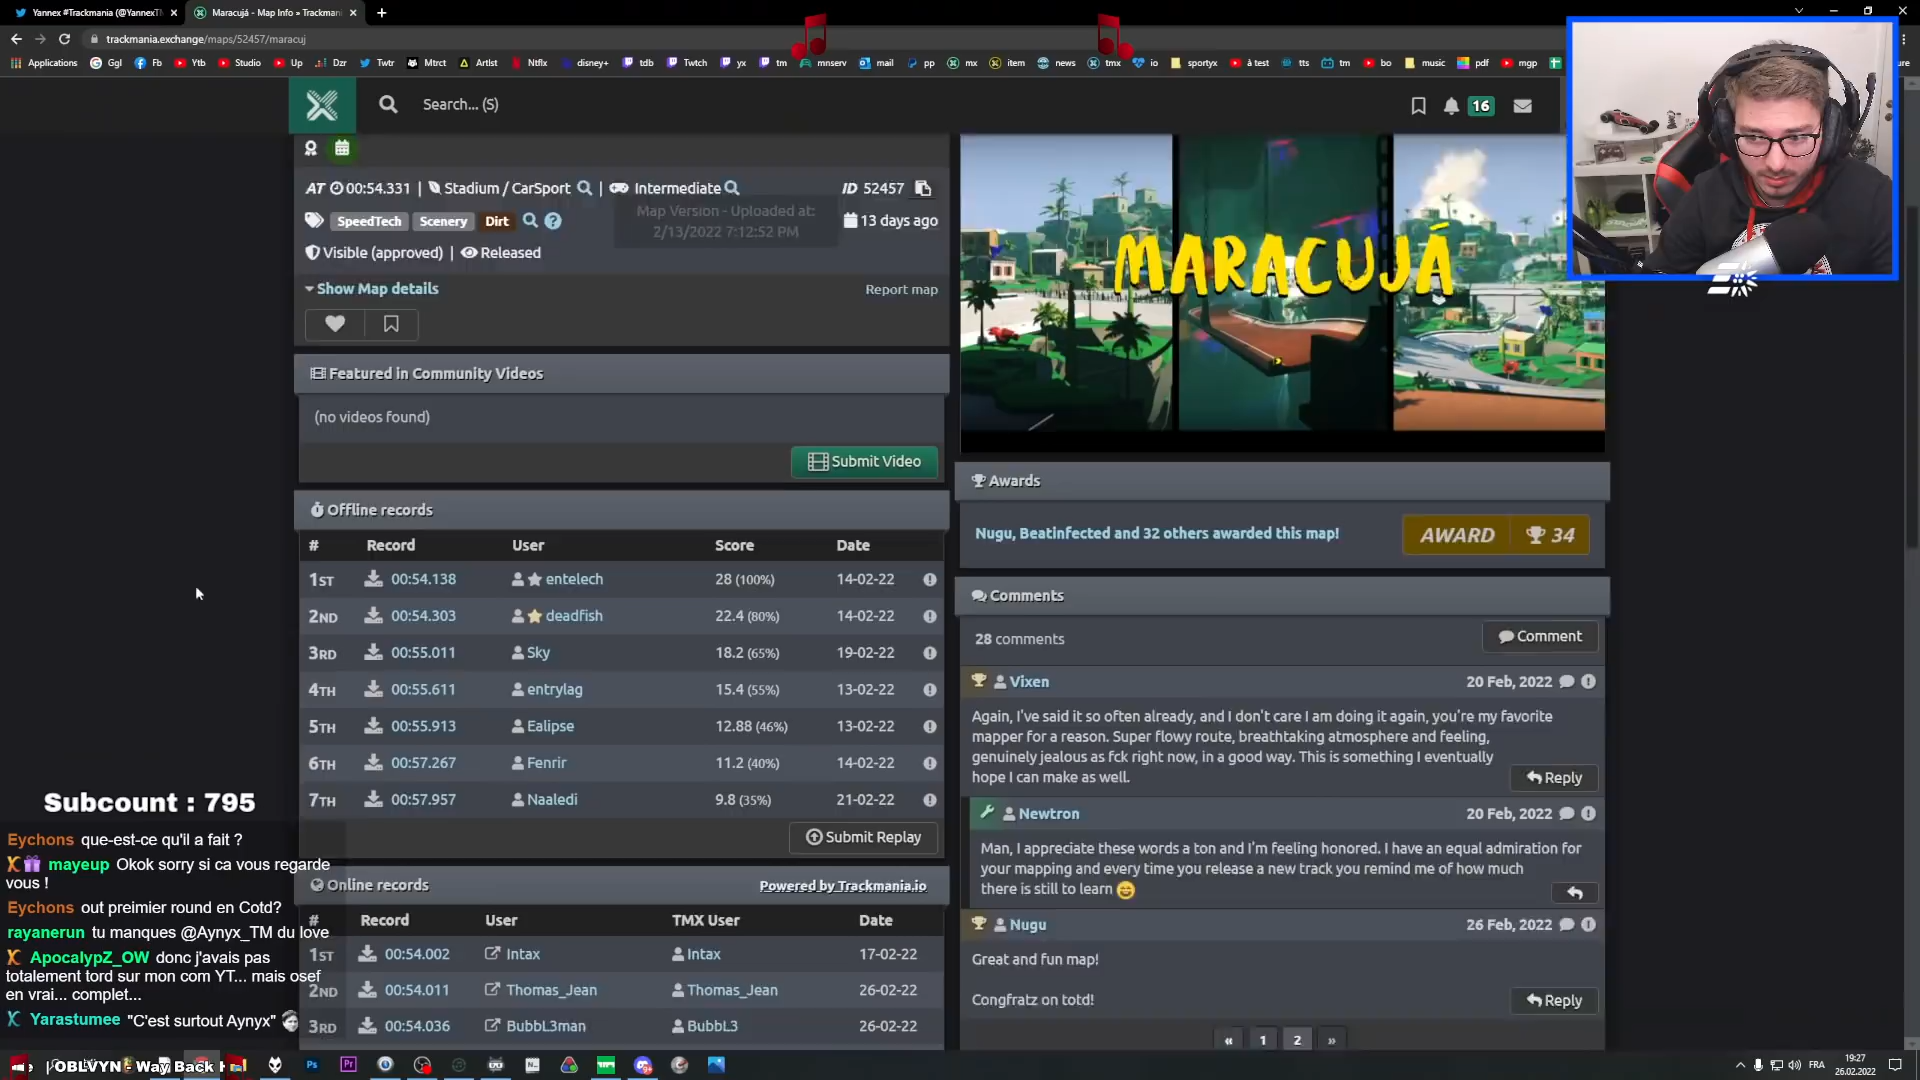 Yannex #Trackmania (@YannexTM
Maracujá - Map Info » Trackmani
trackmania.exchange/maps/52457/maracuj
Applications
Ggl
Fb
Ytb
Studio
Up
Dzr
Twtr
Mtrct
Artlst
Ntflx
disney+
tdb
Twtch
yx
tm
mnserv
mail
pp
mx
item
news
tmx
io
sportyx
à test
tts
tm
bo
music
pdf
mgp
Search... (S)
16
AT 00:54.331 | Stadium / CarSport | Intermediate
ID 52457
SpeedTech Scenery Dirt
Map Version - Uploaded at:
2/13/2022 7:12:52 PM
13 days ago
Visible (approved) | Released
Show Map details
Report map
MARACUJÁ
Featured in Community Videos
(no videos found)
Submit Video
Offline records
# Record User Score Date
1ST 00:54.138 entelech 28 (100%) 14-02-22
2ND 00:54.303 deadfish 22.4 (80%) 14-02-22
3RD 00:55.011 Sky 18.2 (65%) 19-02-22
4TH 00:55.611 entrylag 15.4 (55%) 13-02-22
5TH 00:55.913 Ealipse 12.88 (46%) 13-02-22
6TH 00:57.267 Fenrir 11.2 (40%) 14-02-22
7TH 00:57.957 Naaledi 9.8 (35%) 21-02-22
Submit Replay
Online records
Powered by Trackmania.io
# Record User TMX User Date
1ST 00:54.002 Intax Intax 17-02-22
2ND 00:54.011 Thomas_Jean Thomas_Jean 26-02-22
3RD 00:54.036 BubbL3man BubbL3 26-02-22
Awards
Nugu, Beatinfected and 32 others awarded this map!
AWARD 34
Comments
28 comments
Comment
Vixen
20 Feb, 2022
Again, I've said it so often already, and I don't care I am doing it again, you're my favorite
mapper for a reason. Super flowy route, breathtaking atmosphere and feeling,
genuinely jealous as fck right now, in a good way. This is something I eventually
hope I can make as well.
Reply
Newtron
20 Feb, 2022
Man, I appreciate these words a ton and I'm feeling honored. I have an equal admiration for
your mapping and every time you release a new track you remind me of how much
there is still to learn
Nugu
26 Feb, 2022
Great and fun map!
Congfratz on totd!
Reply
« 1 2 »
Subcount : 795
Eychons que-est-ce qu'il a fait ?
mayeup Okok sorry si ca vous regarde
vous !
Eychons out preimier round en Cotd?
rayanerun tu manques @Aynyx_TM du love
ApocalypZ_OW donc j'avais pas
totalement tord sur mon com YT... mais osef
en vrai... complet...
Yarastumee "C'est surtout Aynyx"
OBLVYN - Way Back H
FRA
19:27
26.02.2022